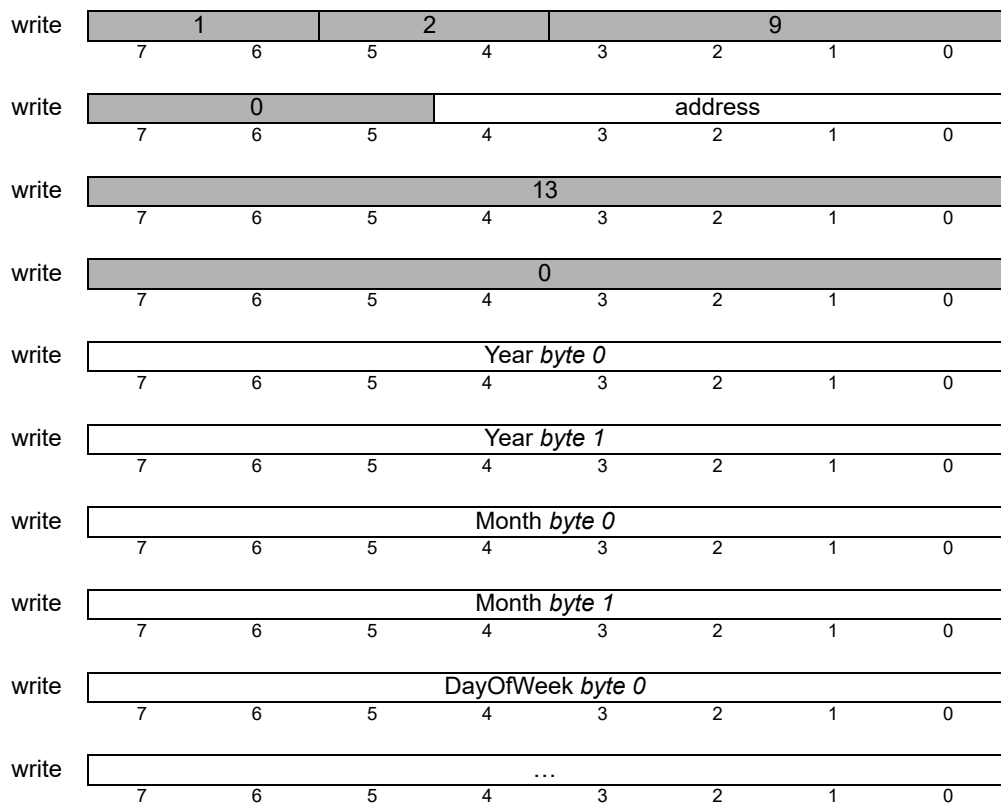 write 1 2 9
7 6 5 4 3 2 1 0
write 0 address
7 6 5 4 3 2 1 0
write 13
7 6 5 4 3 2 1 0
write 0
7 6 5 4 3 2 1 0
write Year byte 0
7 6 5 4 3 2 1 0
write Year byte 1
7 6 5 4 3 2 1 0
write Month byte 0
7 6 5 4 3 2 1 0
write Month byte 1
7 6 5 4 3 2 1 0
write DayOfWeek byte 0
7 6 5 4 3 2 1 0
write …
7 6 5 4 3 2 1 0